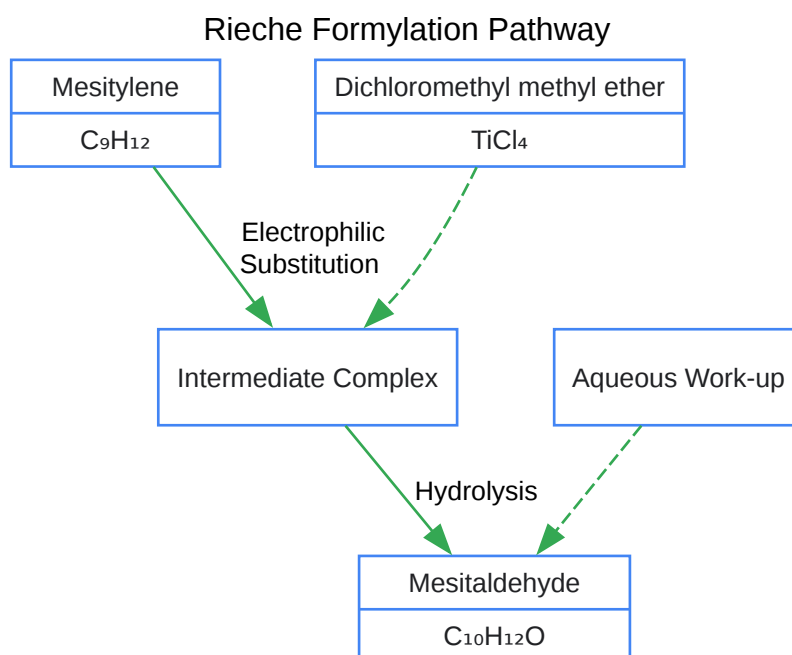 Rieche Formylation Pathway
Mesitylene
C₉H₁₂
Dichloromethyl methyl ether
TiCl₄
Electrophilic
Substitution
Intermediate Complex
Aqueous Work-up
Hydrolysis
Mesitaldehyde
C₁₀H₁₂O